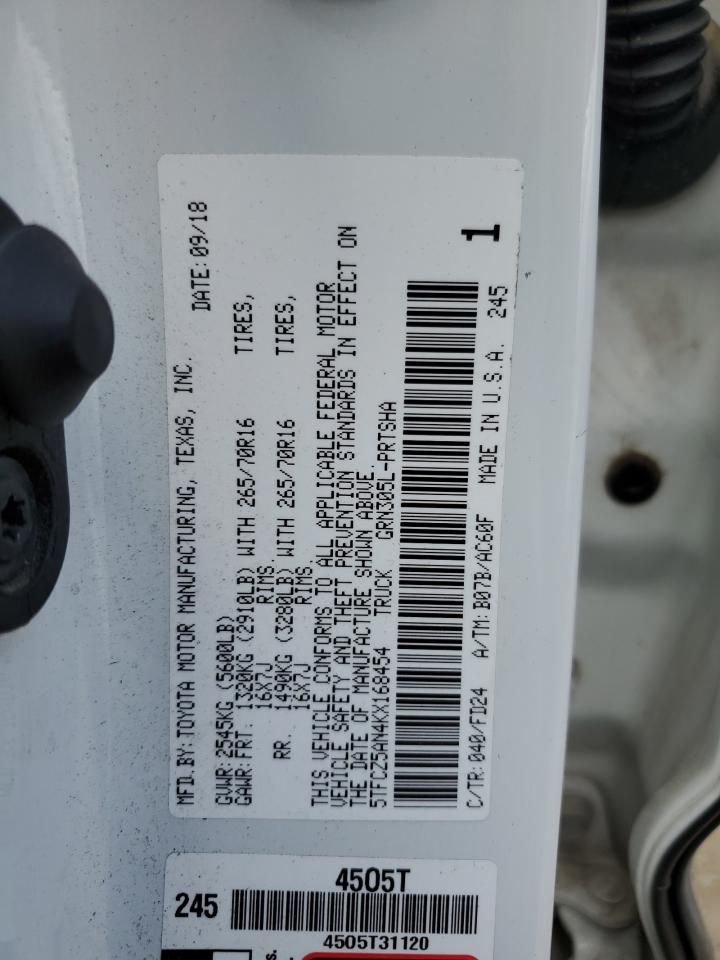 MFD.BY:TOYOTA MOTOR MANUFACTURING, TEXAS, INC. DATE:09/18
GVWR:2545KG (5600LB)
GAWR:FRT. 1320KG (2910LB) WITH 265/70R16 TIRES,
16X7J RIMS.
RR. 1490KG (3280LB) WITH 265/70R16 TIRES,
16X7J RIMS.
THIS VEHICLE CONFORMS TO ALL APPLICABLE FEDERAL MOTOR
VEHICLE SAFETY AND THEFT PREVENTION STANDARDS IN EFFECT ON
THE DATE OF MANUFACTURE SHOWN ABOVE.
5TFCZ5AN4KX168454 TRUCK GRN305L-PRTSHA
C/TR:040/FD24 A/TM:B07B/AC60F MADE IN U.S.A. 245
1
4505T
245
4505T31120